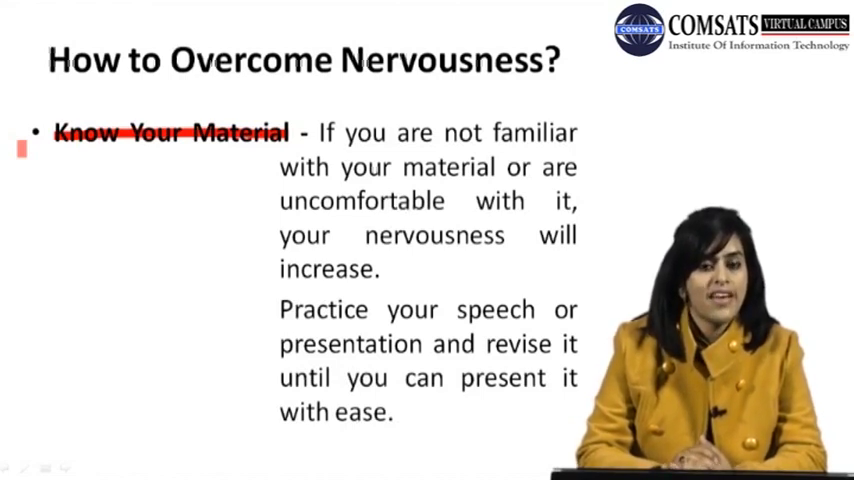 COMSATS VIRTUAL CAMPUS
COMSATS
Institute Of Information Technology
How to Overcome Nervousness?
• Know Your Material - If you are not familiar
with your material or are
uncomfortable with it,
your nervousness will
increase.
Practice your speech or
presentation and revise it
until you can present it
with ease.